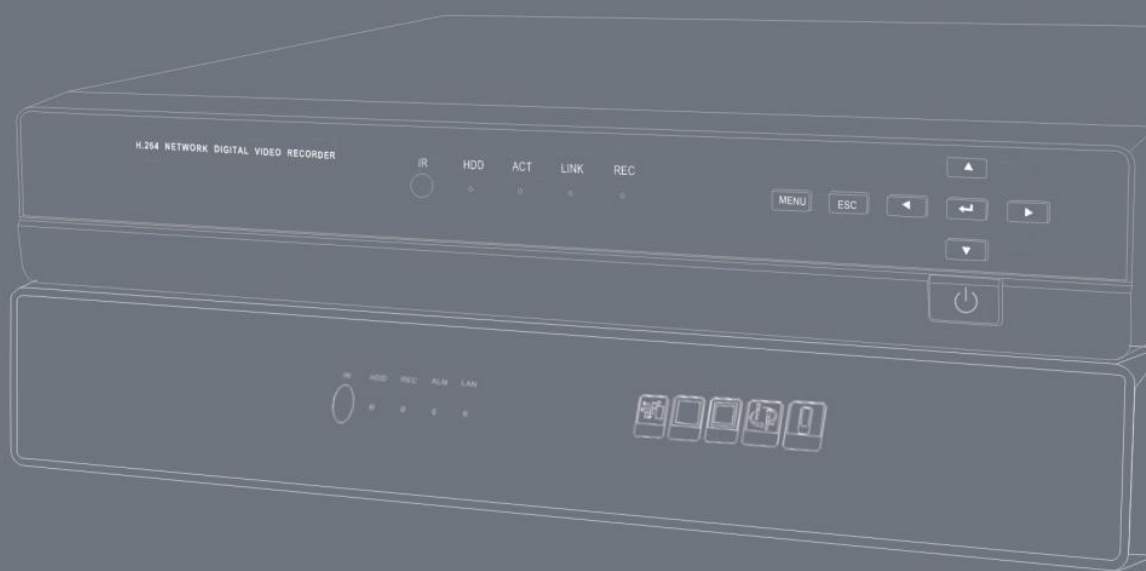 H.264 NETWORK DIGITAL VIDEO RECORDER
IR HDD ACT LINK REC
MENU ESC
IR HDD REC ALM LAN